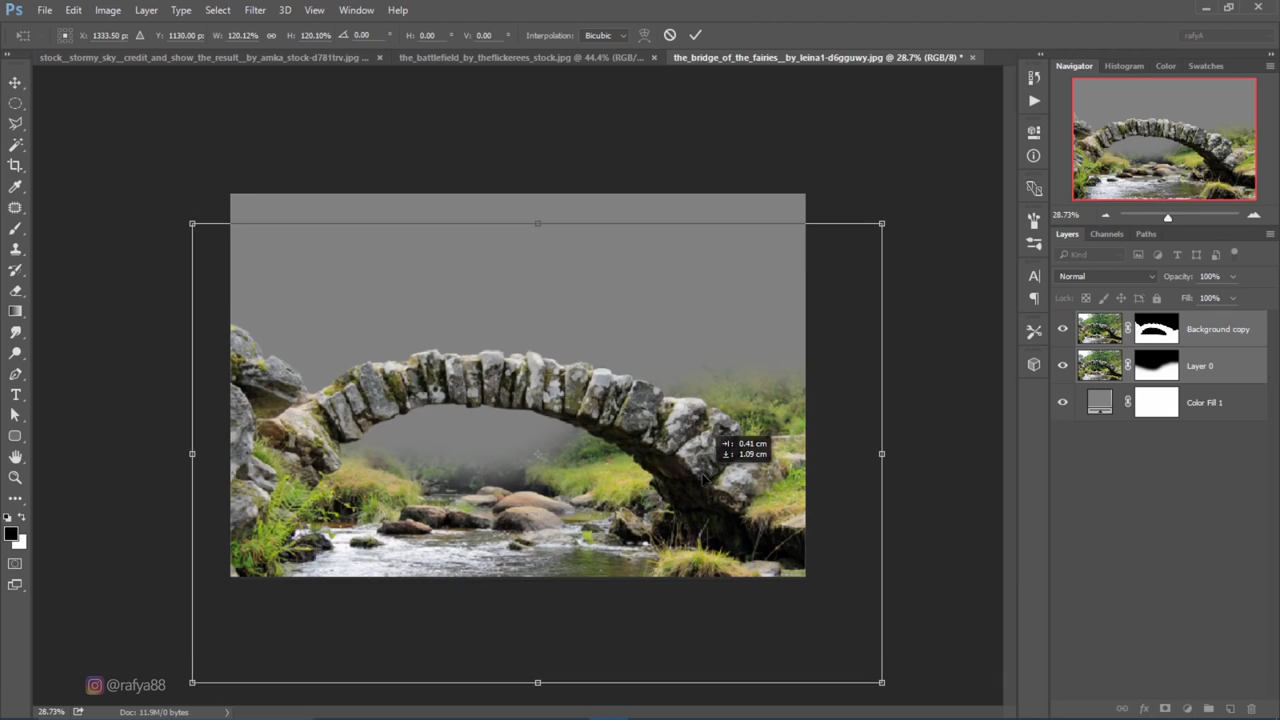 Ps File Edit Image Layer Type Select Filter 3D View Window Help
X: 1333.50 px Y: 1130.00 px W: 120.12% H: 120.10% 0.00 ° H: 0.00 ° V: 0.00 ° Interpolation: Bicubic rafyA
stock__stormy_sky__credit_and_show_the_result__by_amka_stock-d781trv.jpg ... × the_battlefield_by_theflickerees_stock.jpg @ 44.4% (RGB/... × the_bridge_of_the_fairies__by_leina1-d6gguwy.jpg @ 28.7% (RGB/8) * ×
Navigator Histogram Color Swatches
28.73%
Layers Channels Paths
Kind
Normal Opacity: 100%
Lock: Fill: 100%
Background copy
Layer 0
Color Fill 1
0.41 cm
1.09 cm
@rafya88
28.73% Doc: 11.9M/0 bytes